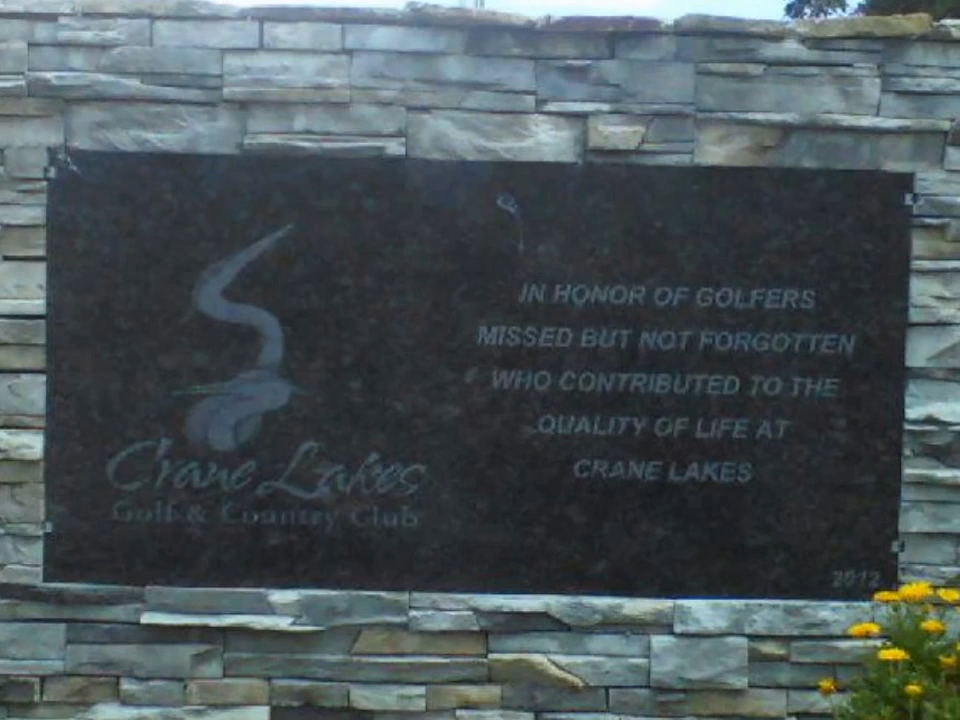 Crane Lakes
Golf & Country Club
IN HONOR OF GOLFERS
MISSED BUT NOT FORGOTTEN
WHO CONTRIBUTED TO THE
QUALITY OF LIFE AT
CRANE LAKES
2012